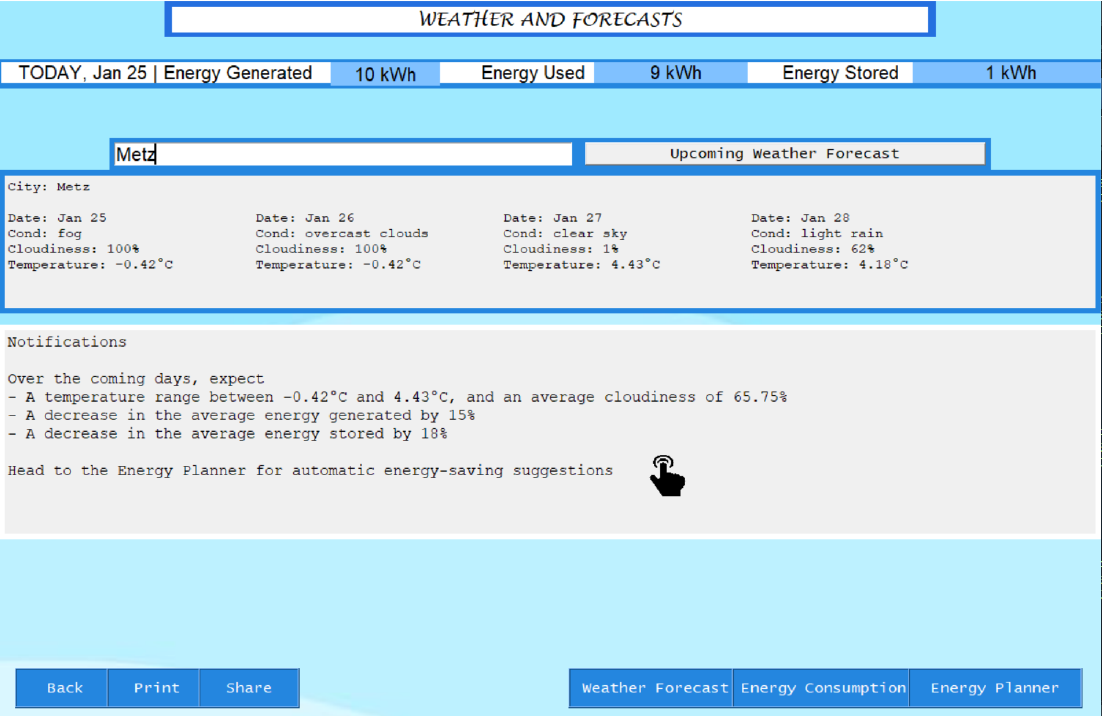 WEATHER AND FORECASTS
TODAY, Jan 25 | Energy Generated 10 kWh Energy Used 9 kWh Energy Stored 1 kWh
Metz Upcoming Weather Forecast
City: Metz
Date: Jan 25 Date: Jan 26 Date: Jan 27 Date: Jan 28
Cond: fog Cond: overcast clouds Cond: clear sky Cond: light rain
Cloudiness: 100% Cloudiness: 100% Cloudiness: 1% Cloudiness: 62%
Temperature: -0.42°C Temperature: -0.42°C Temperature: 4.43°C Temperature: 4.18°C
Notifications
Over the coming days, expect
- A temperature range between -0.42°C and 4.43°C, and an average cloudiness of 65.75%
- A decrease in the average energy generated by 15%
- A decrease in the average energy stored by 18%
Head to the Energy Planner for automatic energy-saving suggestions
Back Print Share Weather Forecast Energy Consumption Energy Planner